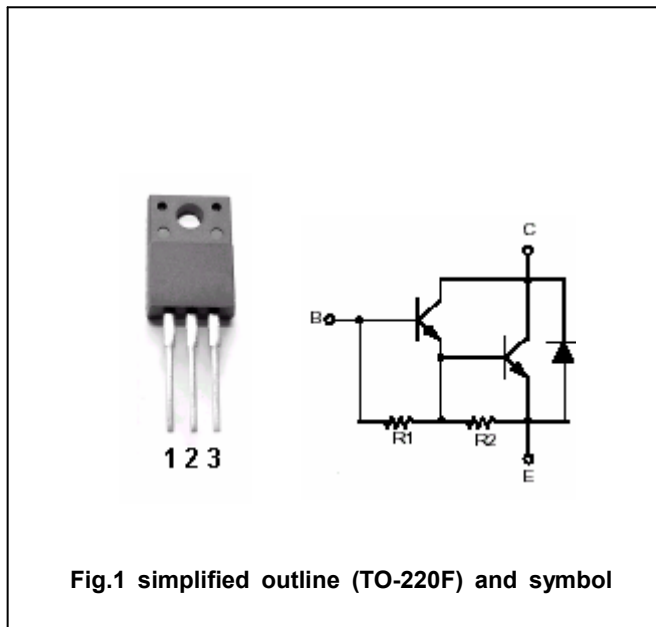 C
B
R1 R2
E
1 2 3
Fig.1 simplified outline (TO-220F) and symbol